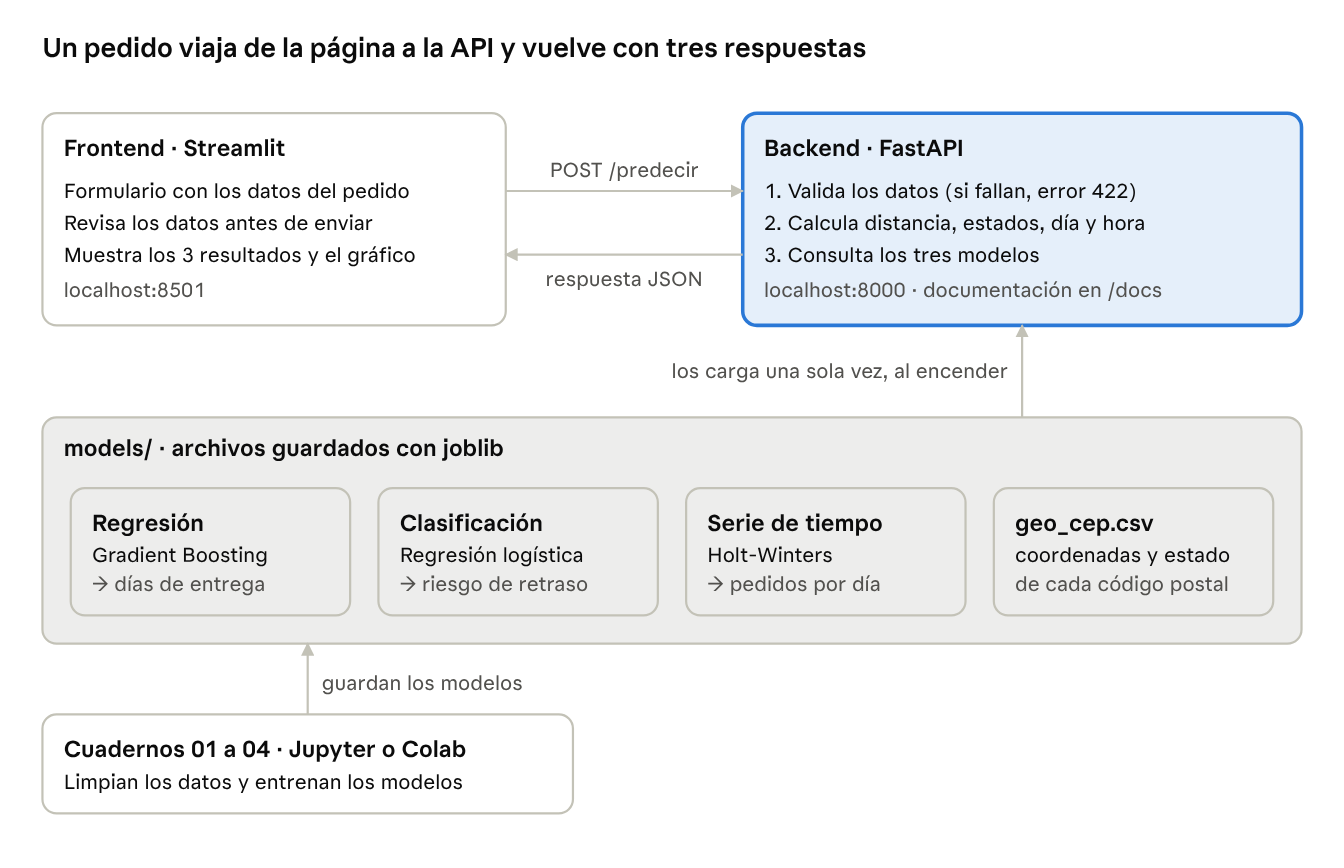 Un pedido viaja de la página a la API y vuelve con tres respuestas
Frontend · Streamlit
Formulario con los datos del pedido
Revisa los datos antes de enviar
Muestra los 3 resultados y el gráfico
localhost:8501
POST /predecir
respuesta JSON
Backend · FastAPI
1. Valida los datos (si fallan, error 422)
2. Calcula distancia, estados, día y hora
3. Consulta los tres modelos
localhost:8000 · documentación en /docs
los carga una sola vez, al encender
models/ · archivos guardados con joblib
Regresión
Gradient Boosting
→ días de entrega
Clasificación
Regresión logística
→ riesgo de retraso
Serie de tiempo
Holt-Winters
→ pedidos por día
geo_cep.csv
coordenadas y estado
de cada código postal
guardan los modelos
Cuadernos 01 a 04 · Jupyter o Colab
Limpian los datos y entrenan los modelos